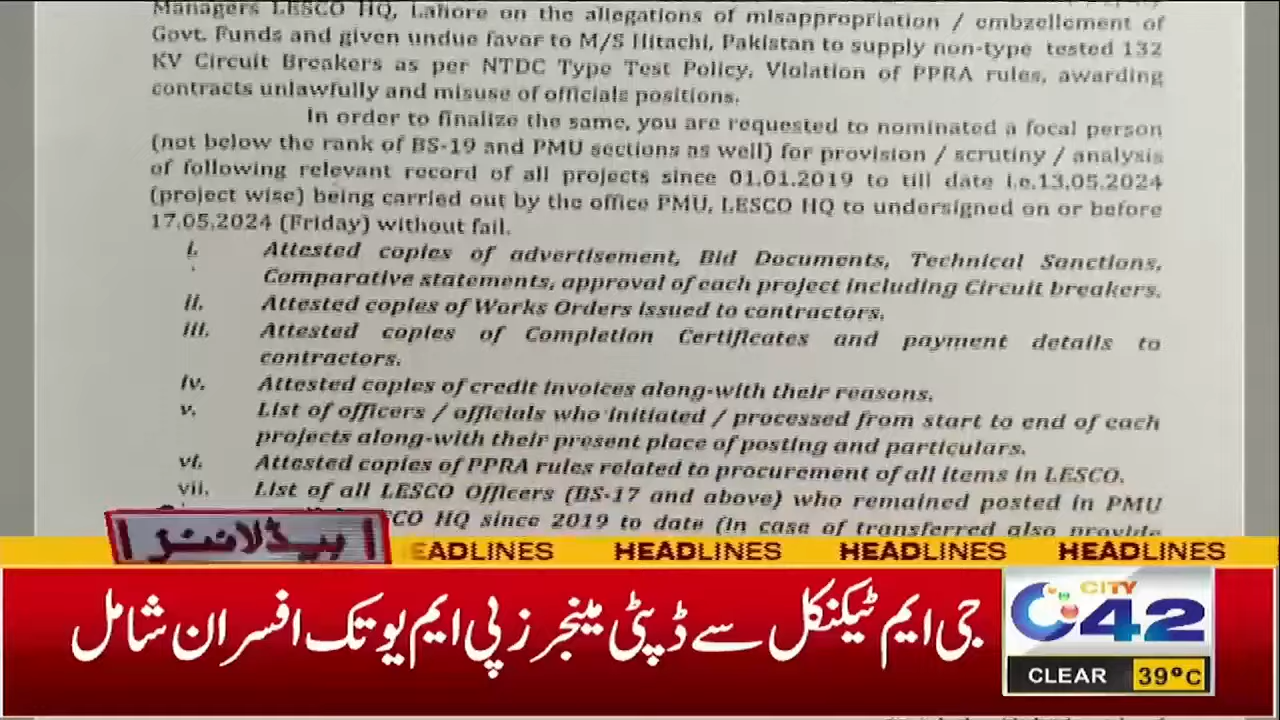 Managers LESCO HQ, Lahore on the allegations of misappropriation / embzellement of
Govt. Funds and given undue favor to M/S Hitachi, Pakistan to supply non-type tested 132
KV Circuit Breakers as per NTDC Type Test Policy, Violation of PPRA rules, awarding
contracts unlawfully and misuse of officials positions.
In order to finalize the same, you are requested to nominated a focal person
(not below the rank of BS-19 and PMU sections as well) for provision / scrutiny / analysis
of following relevant record of all projects since 01.01.2019 to till date i.e.13.05.2024
(project wise) being carried out by the office PMU, LESCO HQ to undersigned on or before
17.05.2024 (Friday) without fail.
i. Attested copies of advertisement, Bid Documents, Technical Sanctions,
Comparative statements, approval of each project including Circuit breakers.
ii. Attested copies of Works Orders issued to contractors.
iii. Attested copies of Completion Certificates and payment details to
contractors.
iv. Attested copies of credit invoices along-with their reasons.
v. List of officers / officials who initiated / processed from start to end of each
projects along-with their present place of posting and particulars.
vi. Attested copies of PPRA rules related to procurement of all items in LESCO.
vii. List of all LESCO Officers (BS-17 and above) who remained posted in PMU
CO HQ since 2019 to date (in case of transferred also provide
ہیڈلائنز
EADLINES HEADLINES HEADLINES HEADLINES
جی ایم ٹیکنکل سے ڈپٹی مینجرز پی ایم یو تک افسران شامل
CITY
42
CLEAR 39°C